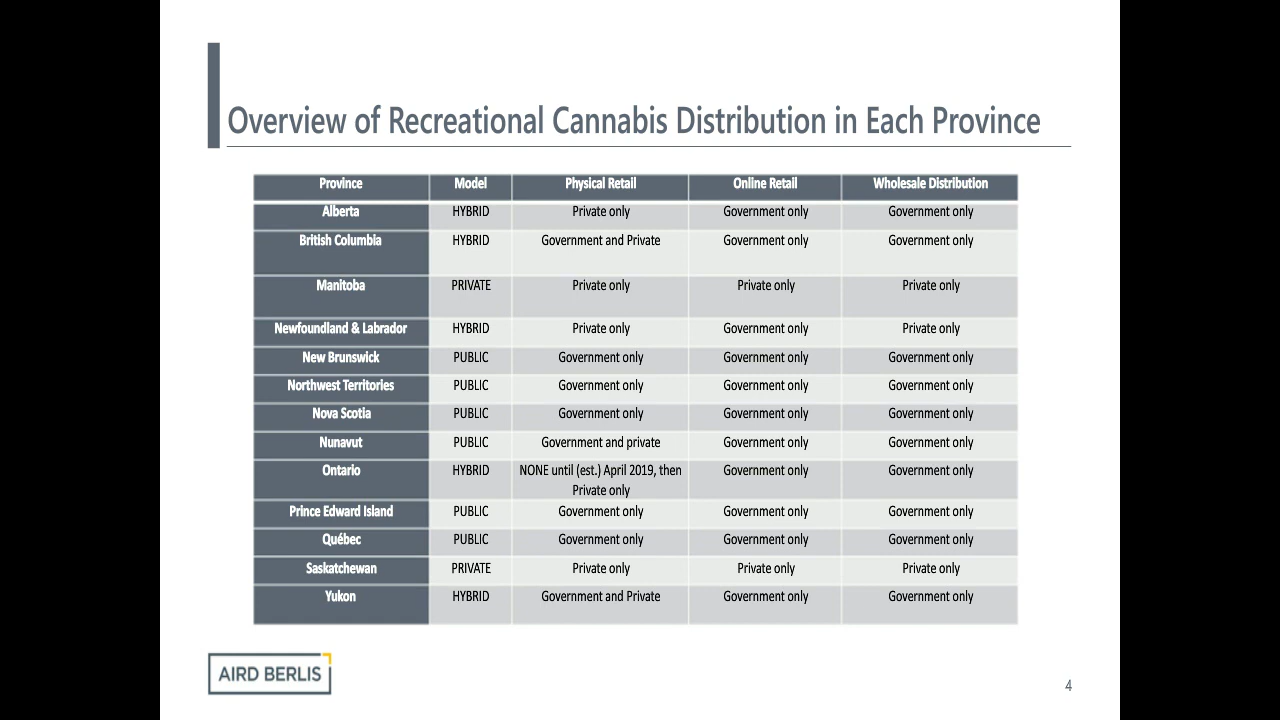 Overview of Recreational Cannabis Distribution in Each Province
Province Model Physical Retail Online Retail Wholesale Distribution
Alberta HYBRID Private only Government only Government only
British Columbia HYBRID Government and Private Government only Government only
Manitoba PRIVATE Private only Private only Private only
Newfoundland & Labrador HYBRID Private only Government only Private only
New Brunswick PUBLIC Government only Government only Government only
Northwest Territories PUBLIC Government only Government only Government only
Nova Scotia PUBLIC Government only Government only Government only
Nunavut PUBLIC Government and private Government only Government only
Ontario HYBRID NONE until (est.) April 2019, then Government only Government only
Private only
Prince Edward Island PUBLIC Government only Government only Government only
Québec PUBLIC Government only Government only Government only
Saskatchewan PRIVATE Private only Private only Private only
Yukon HYBRID Government and Private Government only Government only
AIRD BERLIS
4